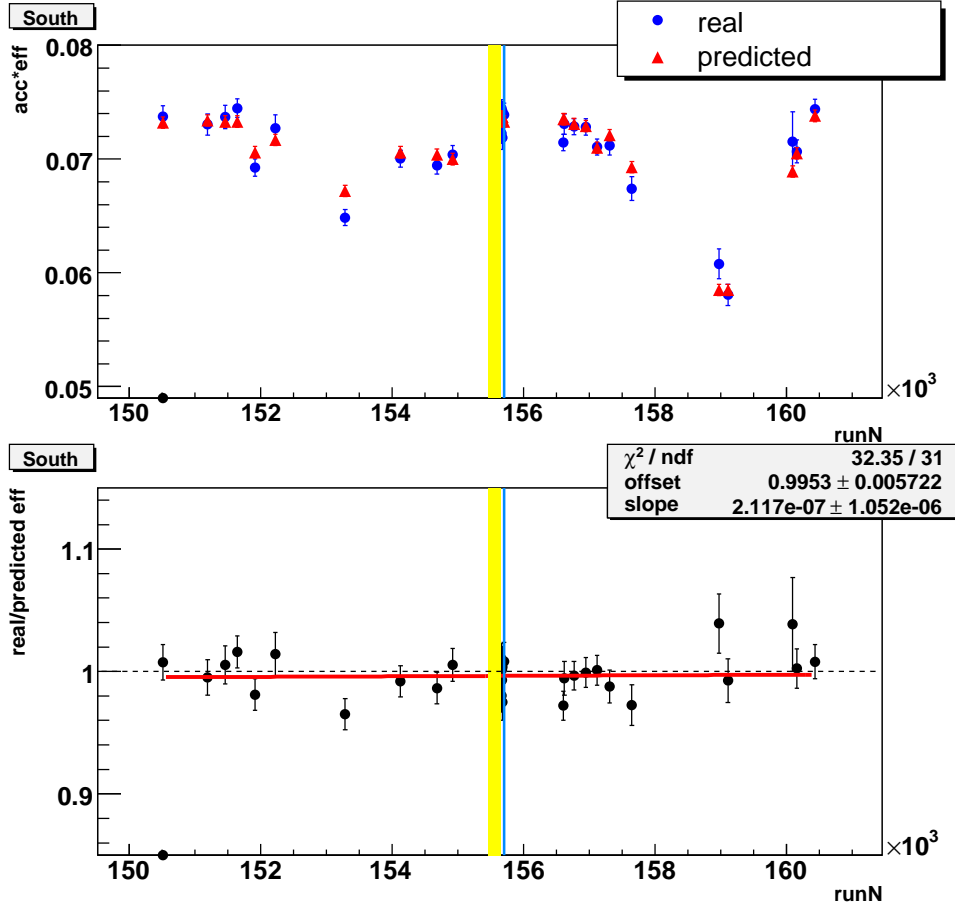 South
real
predicted
acc*eff
0.08
0.07
0.06
0.05
150 152 154 156 158 160
×10³
runN
South
χ² / ndf 32.35 / 31
offset 0.9953 ± 0.005722
slope 2.117e-07 ± 1.052e-06
real/predicted eff
1.1
1
0.9
150 152 154 156 158 160
×10³
runN